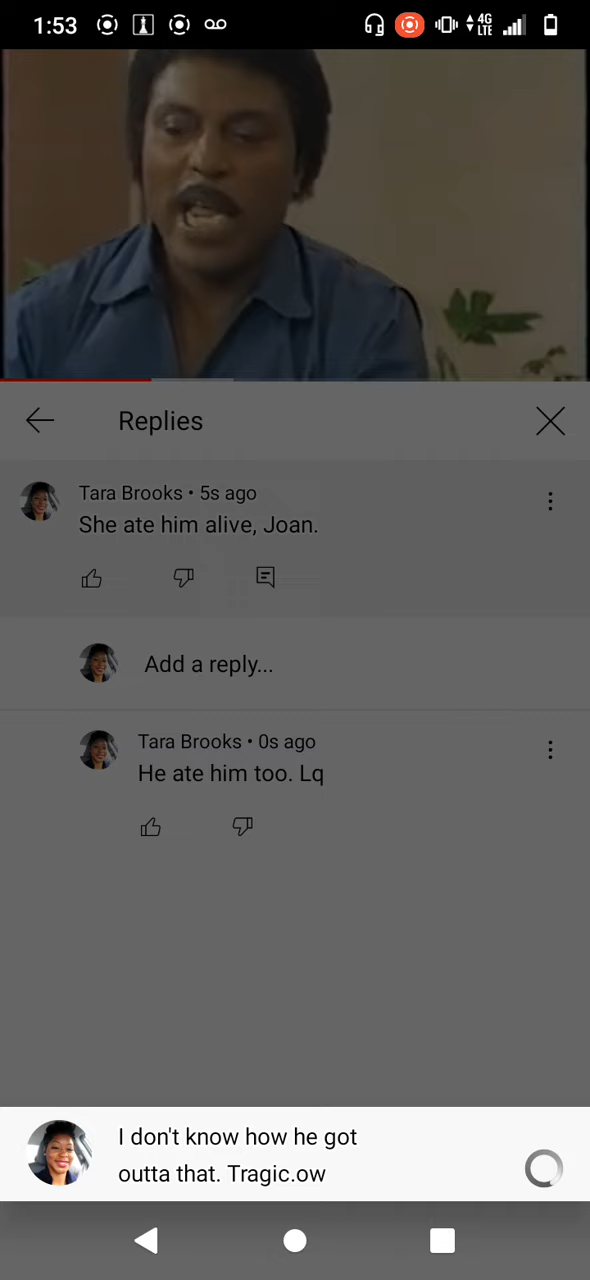 1:53
4G
LTE
Replies
Tara Brooks • 5s ago
She ate him alive, Joan.
Add a reply...
Tara Brooks • 0s ago
He ate him too. Lq
I don't know how he got
outta that. Tragic.ow